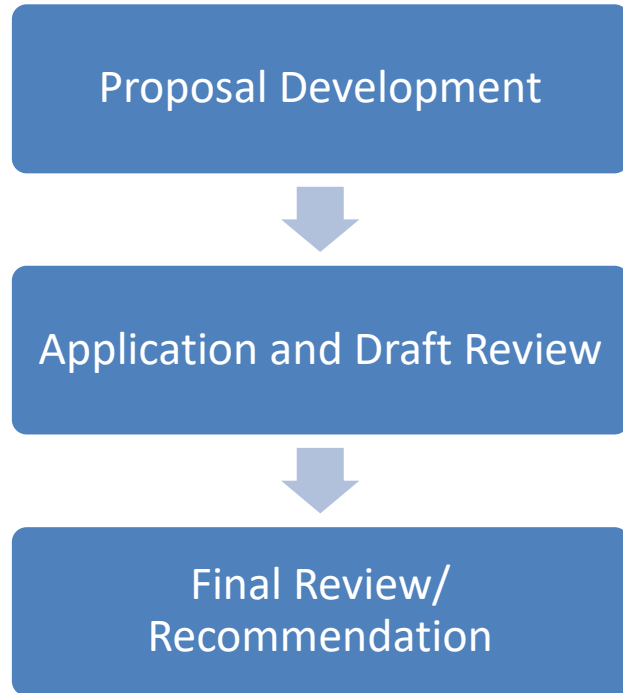 Proposal Development
Application and Draft Review
Final Review/
Recommendation